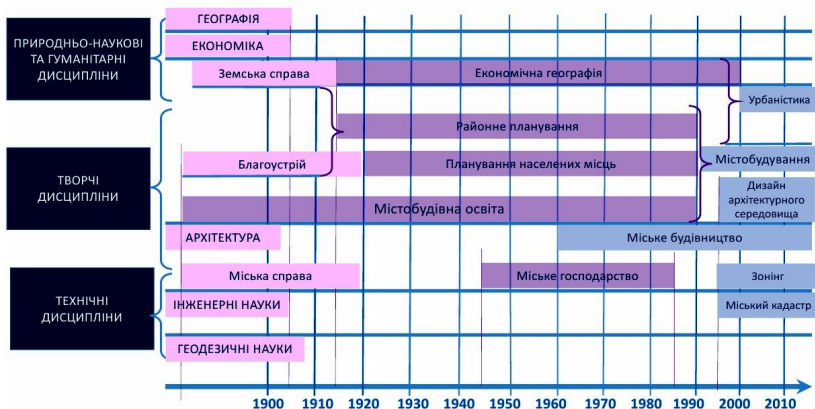 ГЕОГРАФІЯ
ПРИРОДНЬО-НАУКОВІ
ТА ГУМАНІТАРНІ
ДИСЦИПЛІНИ
ЕКОНОМІКА
Земська справа
Економічна географія
Урбаністика
Районне планування
ТВОРЧІ
ДИСЦИПЛІНИ
Благоустрій
Планування населених місць
Містобудування
Містобудівна освіта
Дизайн
архітектурного
середовища
АРХІТЕКТУРА
Міське будівництво
ТЕХНІЧНІ
ДИСЦИПЛІНИ
Міська справа
Міське господарство
Зонінг
ІНЖЕНЕРНІ НАУКИ
Міський кадастр
ГЕОДЕЗИЧНІ НАУКИ
1900 1910 1920 1930 1940 1950 1960 1970 1980 1990 2000 2010